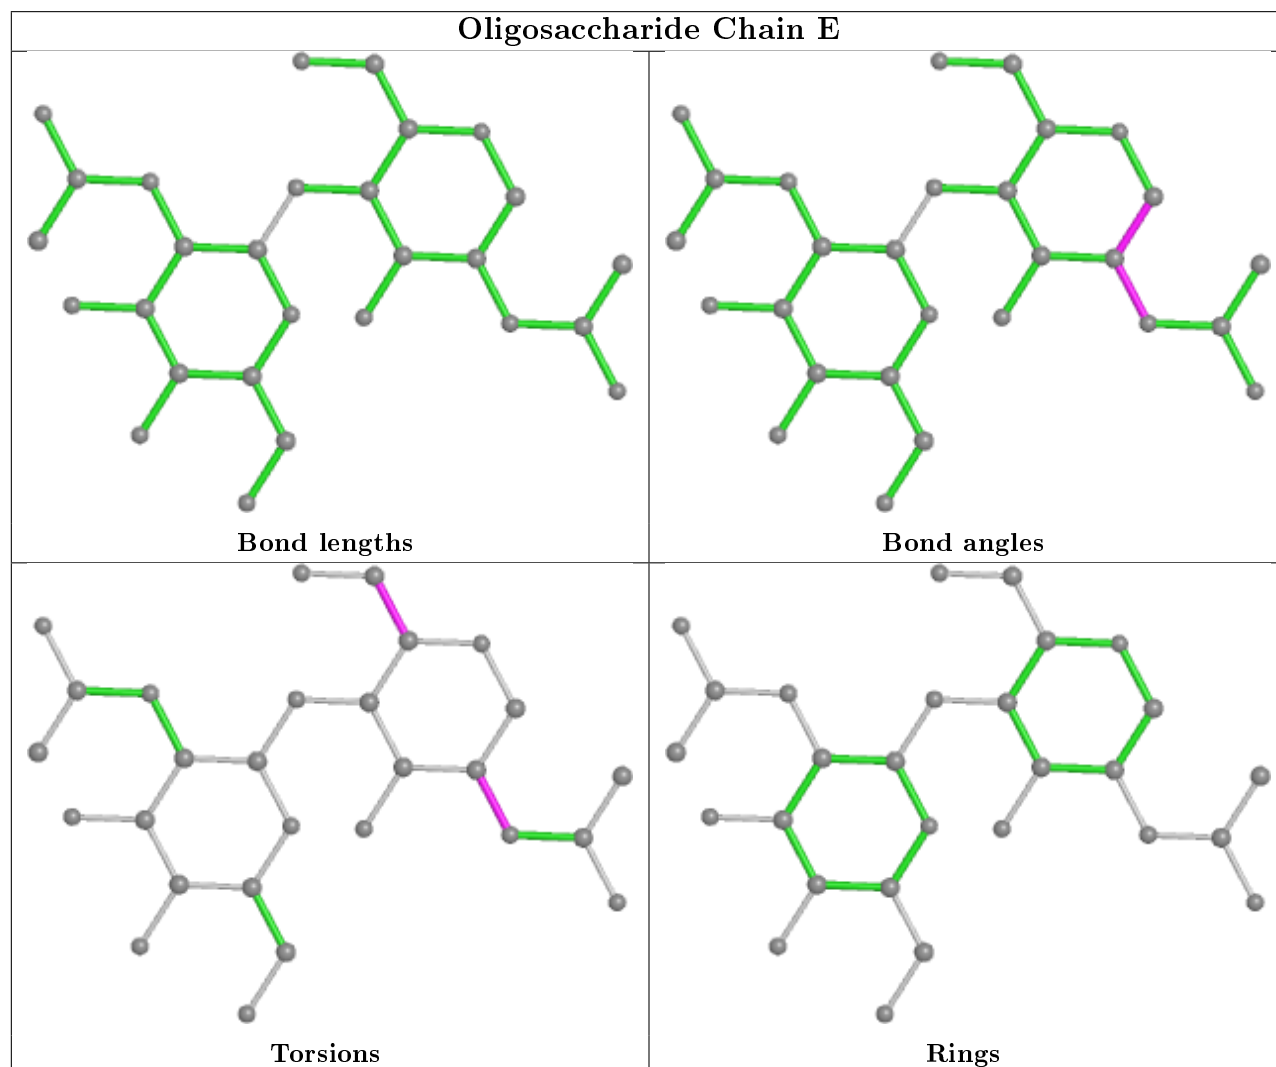 Oligosaccharide Chain E
Bond lengths
Bond angles
Torsions
Rings